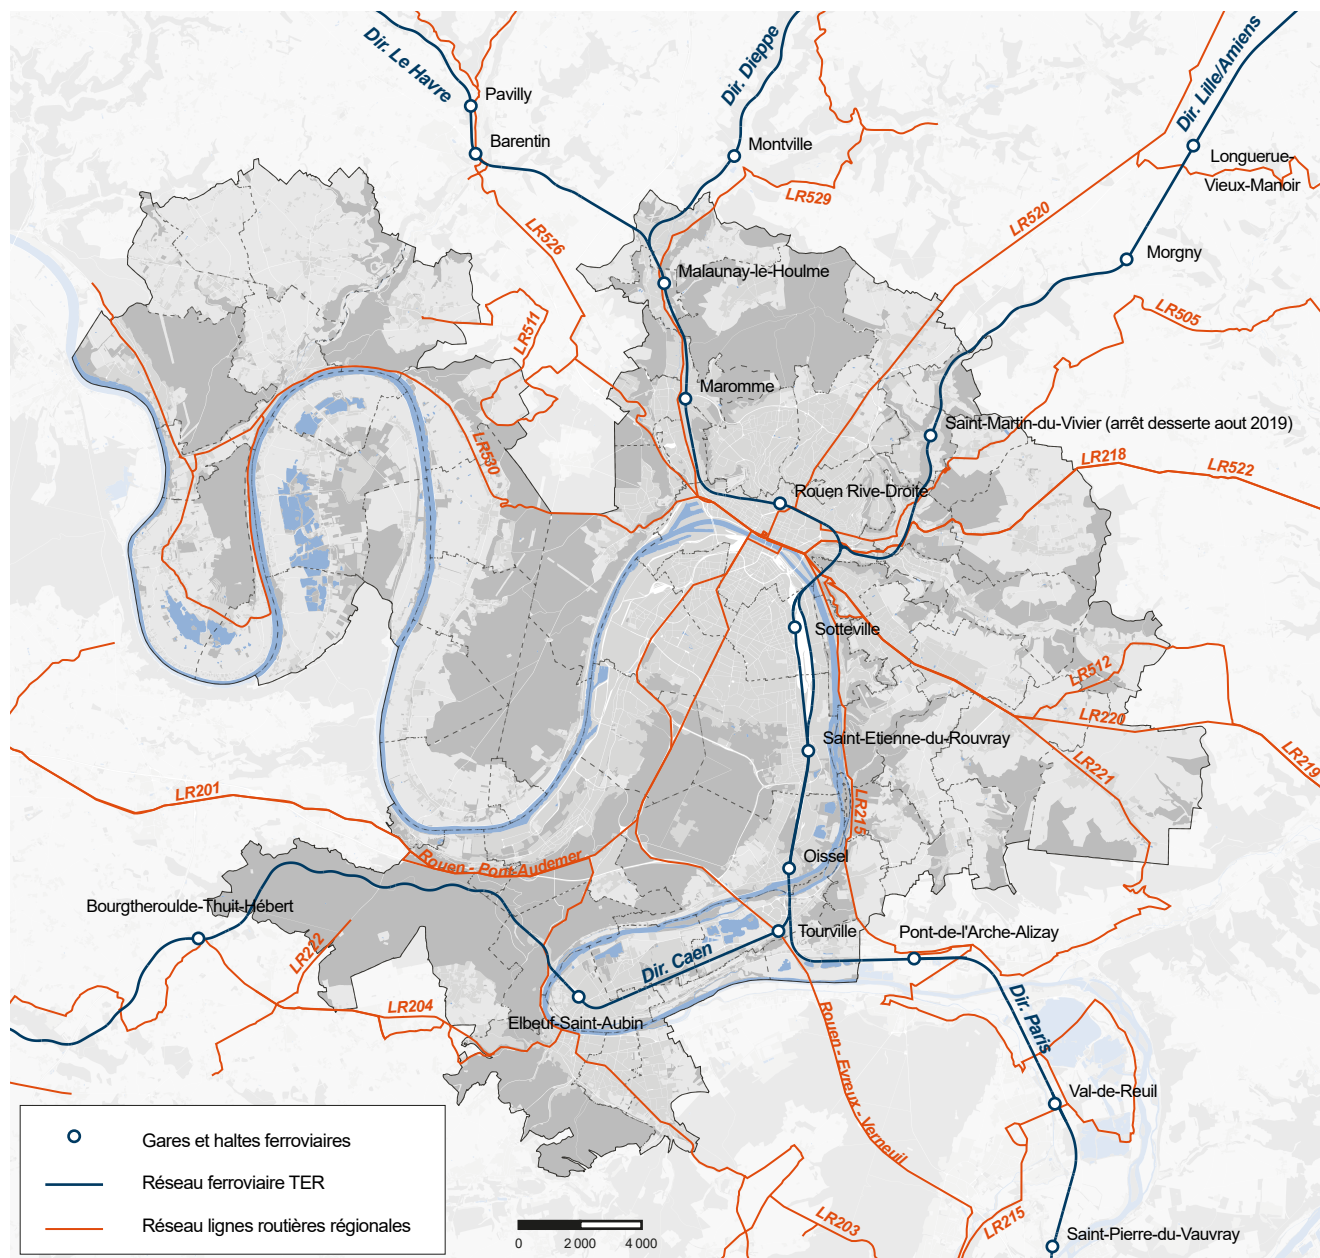 Dir. Le Havre
Dir. Dieppe
Dir. Lille/Amiens
Pavilly
Barentin
Montville
Longuerue-
Vieux-Manoir
LR529
LR520
LR526
Morgny
Malaunay-le-Houlme
LR505
LR511
Maromme
Saint-Martin-du-Vivier (arrêt desserte aout 2019)
LR530
LR218
LR522
Rouen Rive-Droite
Sotteville
LR512
LR220
LR219
Saint-Etienne-du-Rouvray
LR221
LR201
LR215
Rouen - Pont-Audemer
Oissel
Bourgtheroulde-Thuit-Hébert
LR222
Tourville
Pont-de-l'Arche-Alizay
Dir. Caen
LR204
Elbeuf-Saint-Aubin
Dir. Paris
Rouen - Evreux - Verneuil
Val-de-Reuil
LR203
LR215
Saint-Pierre-du-Vauvray
Gares et haltes ferroviaires
Réseau ferroviaire TER
Réseau lignes routières régionales
0 2 000 4 000